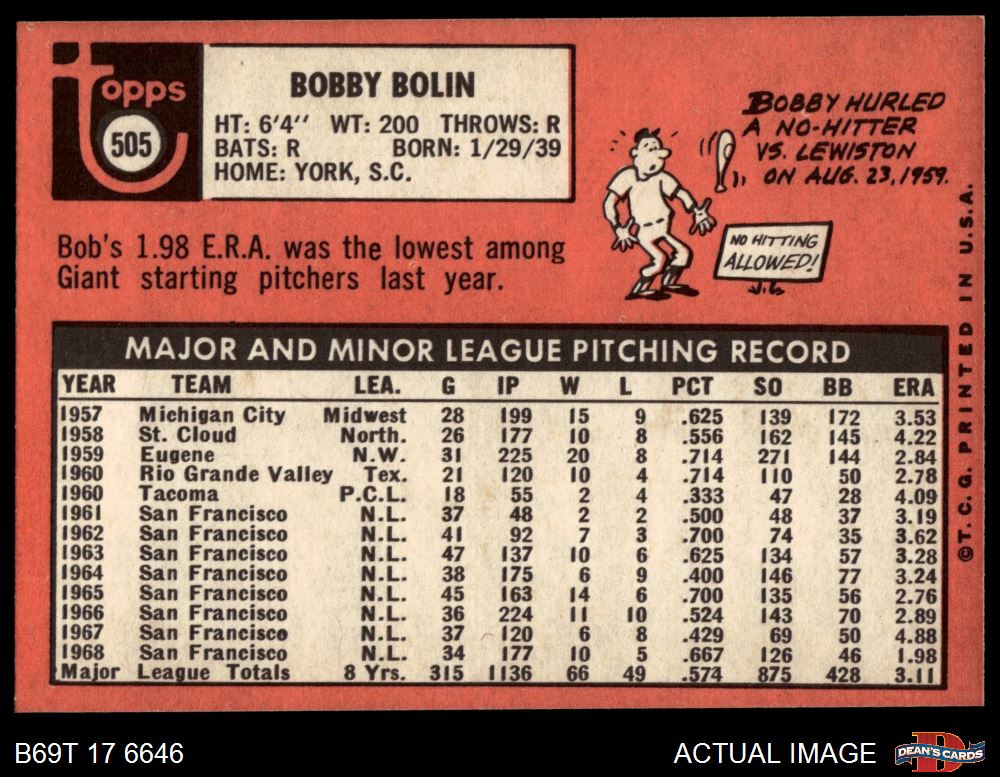 topps
505
BOBBY BOLIN
HT: 6'4'' WT: 200 THROWS: R
BATS: R BORN: 1/29/39
HOME: YORK, S.C.
BOBBY HURLED
A NO-HITTER
VS. LEWISTON
ON AUG. 23, 1959.
NO HITTING
ALLOWED!
Bob's 1.98 E.R.A. was the lowest among
Giant starting pitchers last year.
MAJOR AND MINOR LEAGUE PITCHING RECORD
YEAR TEAM LEA. G IP W L PCT SO BB ERA
1957 Michigan City Midwest 28 199 15 9 .625 139 172 3.53
1958 St. Cloud North. 26 177 10 8 .556 162 145 4.22
1959 Eugene N.W. 31 225 20 8 .714 271 144 2.84
1960 Rio Grande Valley Tex. 21 120 10 4 .714 110 50 2.78
1960 Tacoma P.C.L. 18 55 2 4 .333 47 28 4.09
1961 San Francisco N.L. 37 48 2 2 .500 48 37 3.19
1962 San Francisco N.L. 41 92 7 3 .700 74 35 3.62
1963 San Francisco N.L. 47 137 10 6 .625 134 57 3.28
1964 San Francisco N.L. 38 175 6 9 .400 146 77 3.24
1965 San Francisco N.L. 45 163 14 6 .700 135 56 2.76
1966 San Francisco N.L. 36 224 11 10 .524 143 70 2.89
1967 San Francisco N.L. 37 120 6 8 .429 69 50 4.88
1968 San Francisco N.L. 34 177 10 5 .667 126 46 1.98
Major League Totals 8 Yrs. 315 1136 66 49 .574 875 428 3.11
©T.C.G. PRINTED IN U.S.A.
B69T 17 6646
ACTUAL IMAGE
DEAN'S CARDS